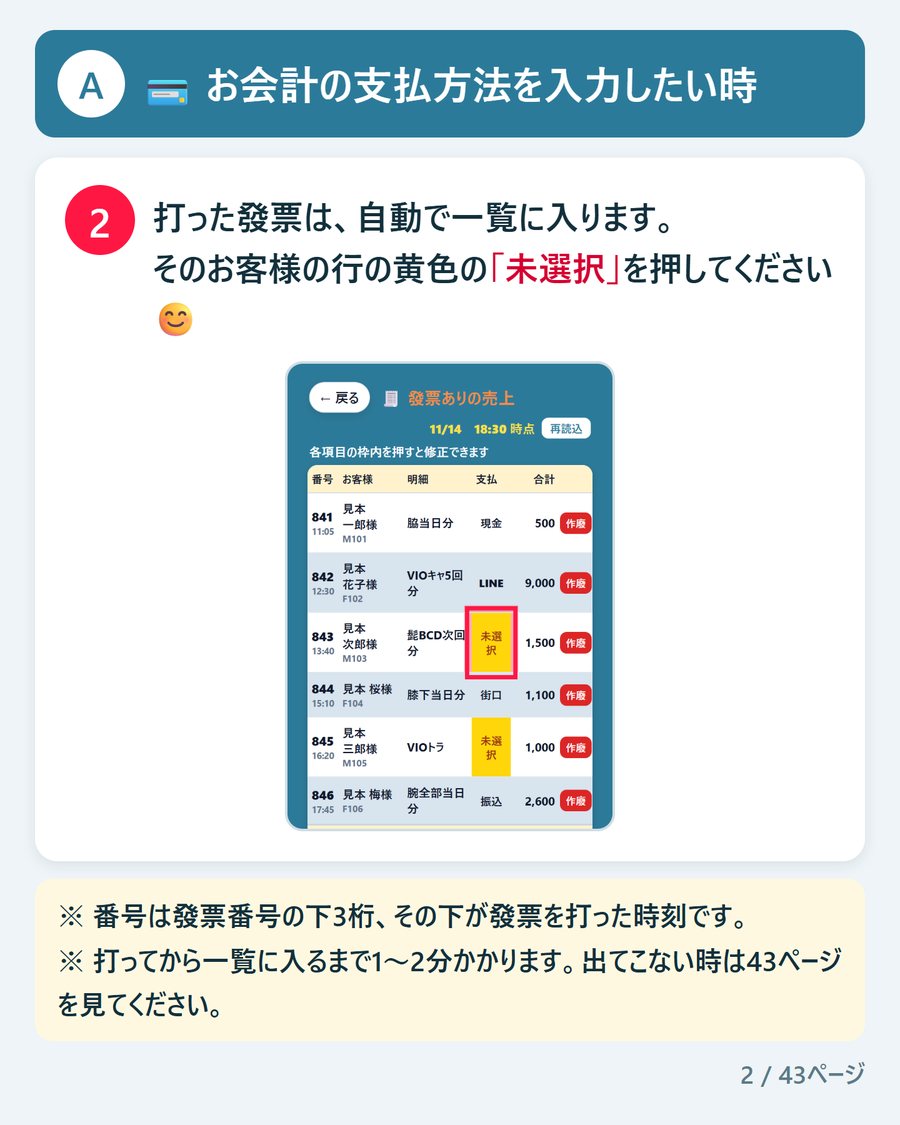 A 💳 お会計の支払方法を入力したい時
2
打った發票は、自動で一覧に入ります。
そのお客様の行の黄色の「未選択」を押してください
😊
← 戻る 🧾 發票ありの売上
11/14 18:30 時点 再読込
各項目の枠内を押すと修正できます
番号 お客様 明細 支払 合計
841 見本 一郎様 脇当日分 現金 500 作廢
11:05 M101
842 見本 花子様 VIOキャ5回分 LINE 9,000 作廢
12:30 F102
843 見本 次郎様 髭BCD次回分 未選択 1,500 作廢
13:40 M103
844 見本 桜様 膝下当日分 街口 1,100 作廢
15:10 F104
845 見本 三郎様 VIOトラ 未選択 1,000 作廢
16:20 M105
846 見本 梅様 腕全部当日分 振込 2,600 作廢
17:45 F106
※ 番号は發票番号の下3桁、その下が發票を打った時刻です。
※ 打ってから一覧に入るまで1〜2分かかります。出てこない時は43ページ
を見てください。
2 / 43ページ